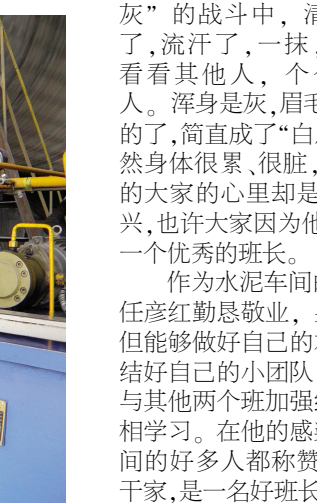 灰”的战斗中，清
了,流汗了,一抹,
看看其他人，个个
人。浑身是灰,眉毛
的了,简直成了“白
然身体很累、很脏,
的大家的心里却是
兴,也许大家因为他
一个优秀的班长。
作为水泥车间的
任彦红勤恳敬业，
但能够做好自己的本
结好自己的小团队
与其他两个班加强
相学习。在他的感染
间的好多人都称赞
干家,是一名好班长